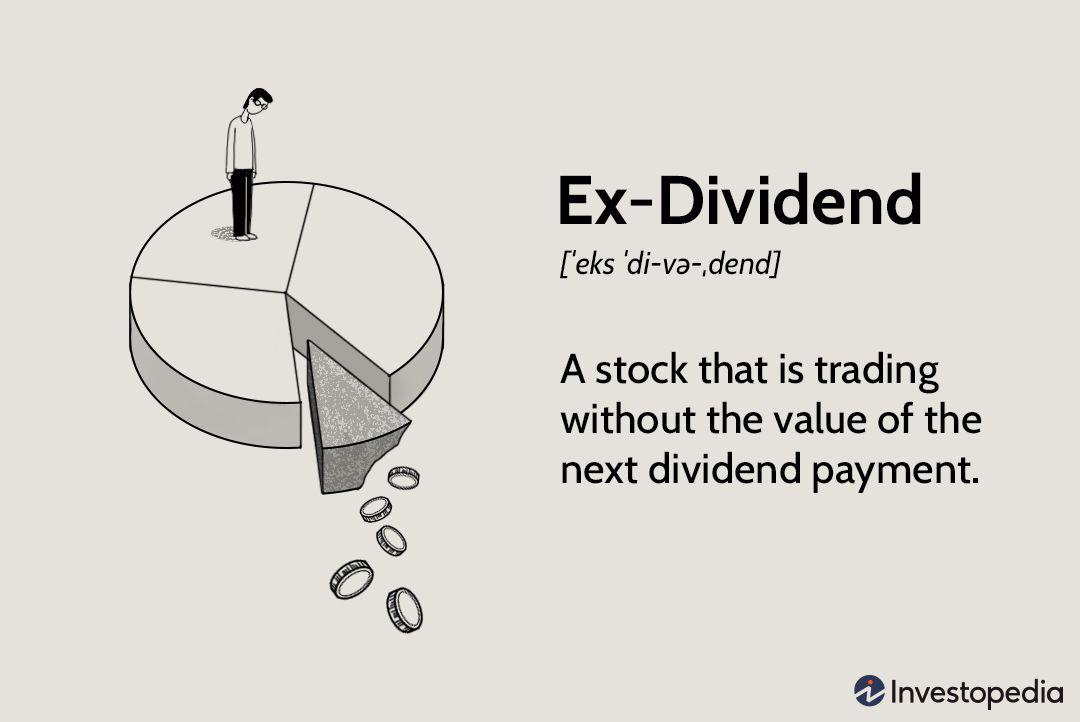 Ex-Dividend
[ˈeks ˈdi-və-ˌdend]
A stock that is trading
without the value of the
next dividend payment.
Investopedia